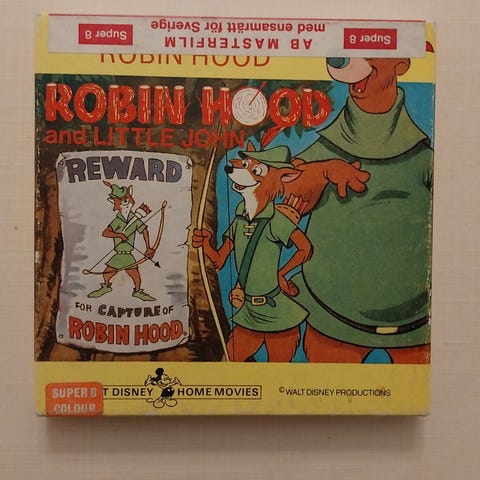 Super 8
AB MASTERFILM
med ensamrätt för Sverige
Super 8
ROBIN HOOD
ROBIN HOOD
and LITTLE JOHN
REWARD
FOR CAPTURE OF
ROBIN HOOD
SUPER 8
COLOUR
T DISNEY HOME MOVIES
© WALT DISNEY PRODUCTIONS